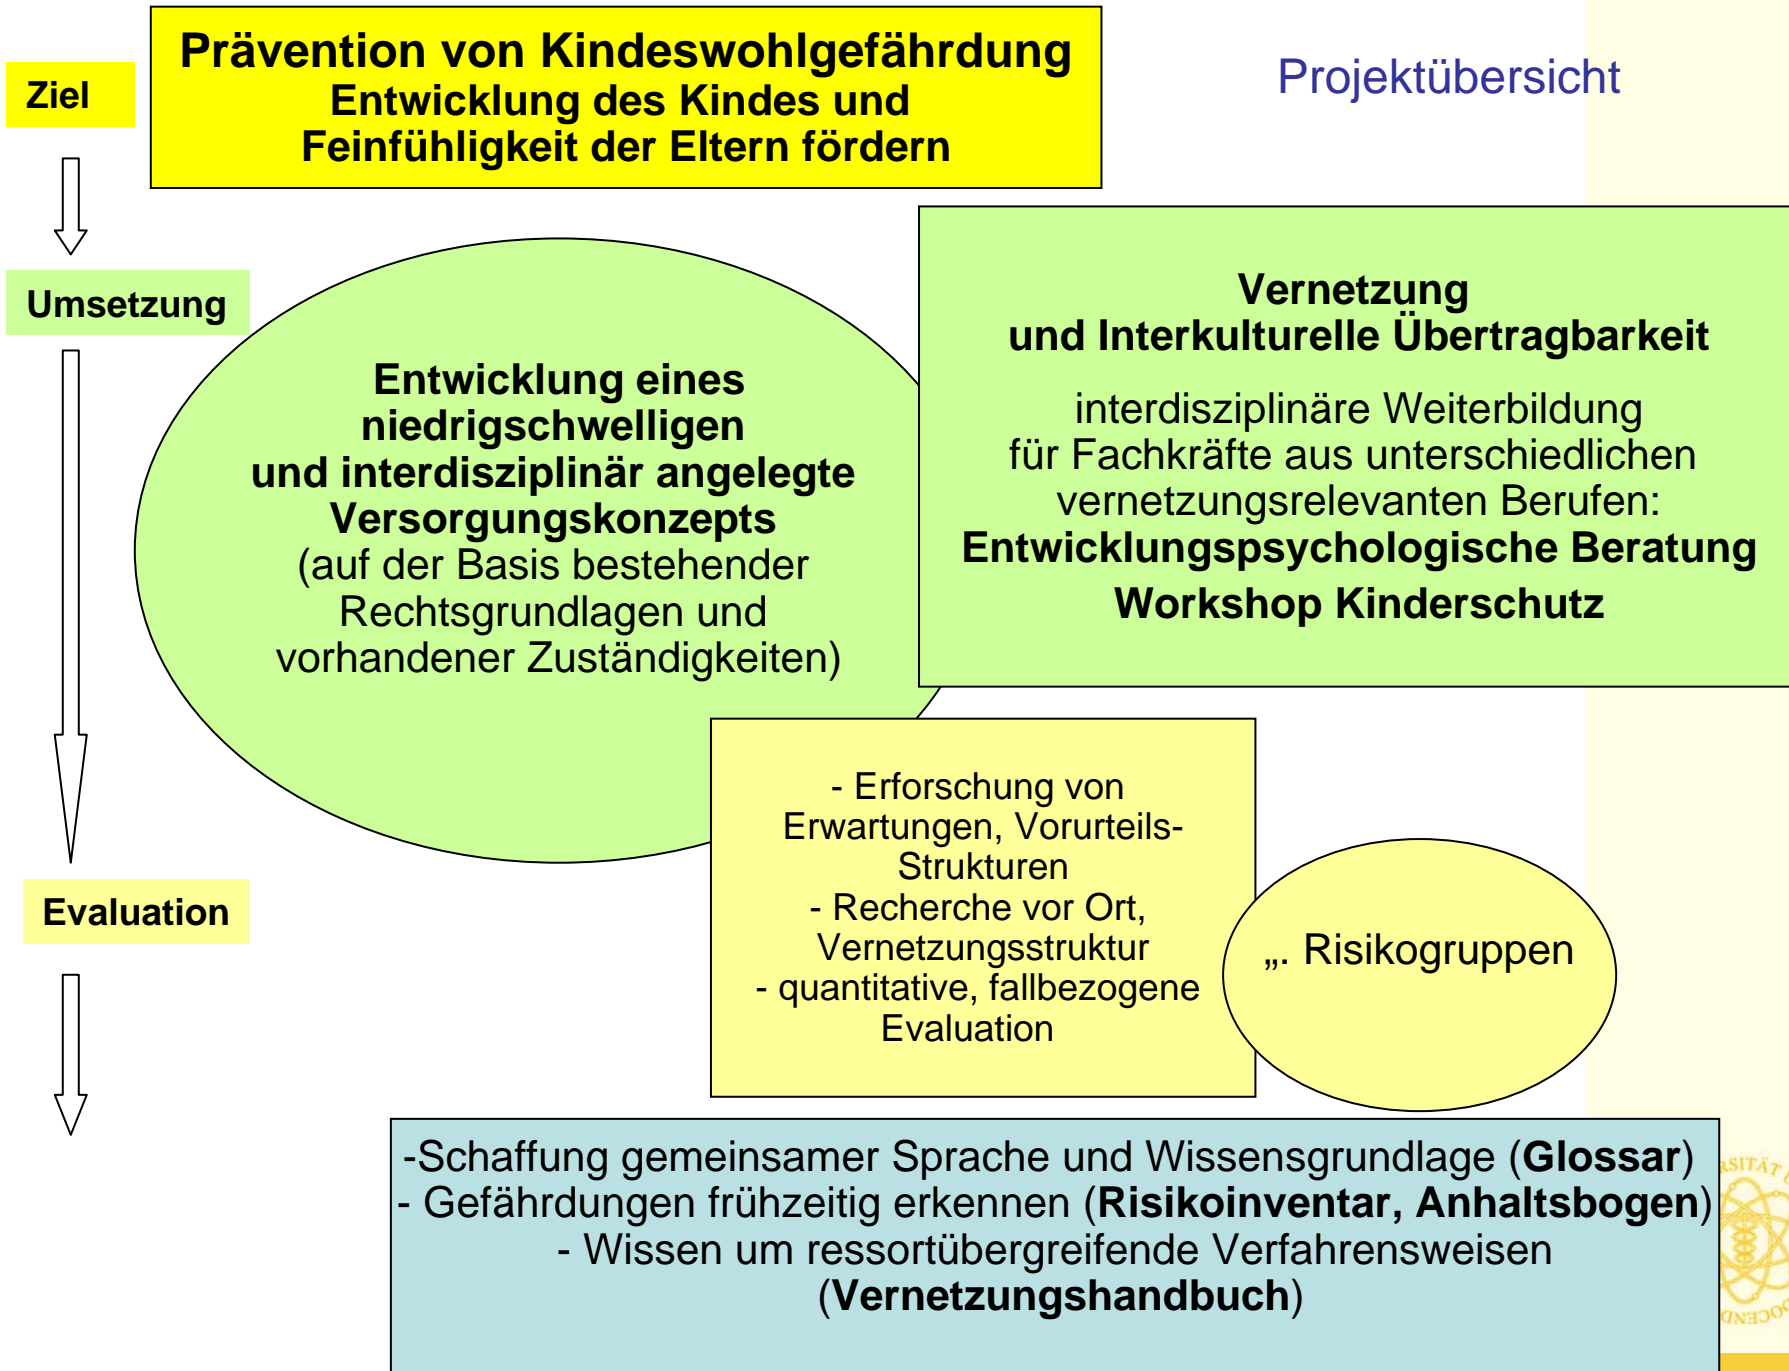 Projektübersicht
Ziel
Prävention von Kindeswohlgefährdung
Entwicklung des Kindes und
Feinfühligkeit der Eltern fördern
Umsetzung
Entwicklung eines
niedrigschwelligen
und interdisziplinär angelegte
Versorgungskonzepts
(auf der Basis bestehender
Rechtsgrundlagen und
vorhandener Zuständigkeiten)
Vernetzung
und Interkulturelle Übertragbarkeit
interdisziplinäre Weiterbildung
für Fachkräfte aus unterschiedlichen
vernetzungsrelevanten Berufen:
Entwicklungspsychologische Beratung
Workshop Kinderschutz
Evaluation
- Erforschung von
Erwartungen, Vorurteils-
Strukturen
- Recherche vor Ort,
Vernetzungsstruktur
- quantitative, fallbezogene
Evaluation
„. Risikogruppen
-Schaffung gemeinsamer Sprache und Wissensgrundlage (Glossar)
- Gefährdungen frühzeitig erkennen (Risikoinventar, Anhaltsbogen)
- Wissen um ressortübergreifende Verfahrensweisen
(Vernetzungshandbuch)